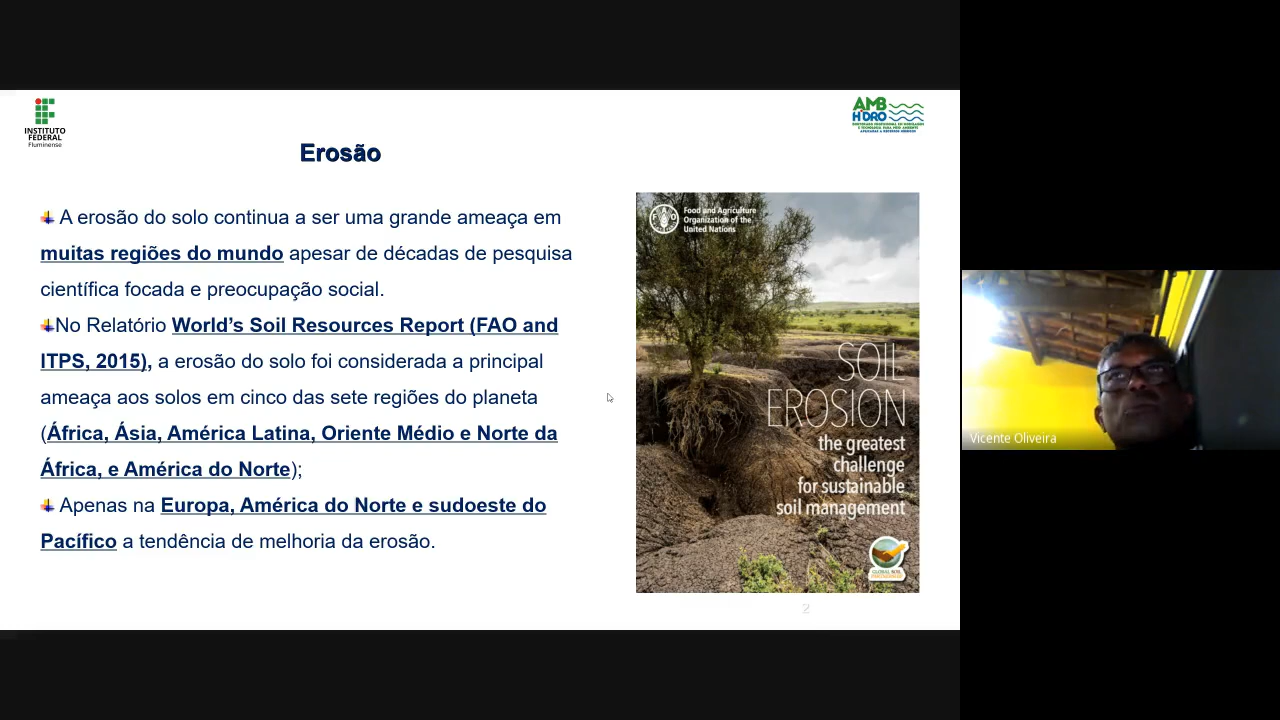 INSTITUTO
FEDERAL
Fluminense
AMB
HIDRO
Erosão
A erosão do solo continua a ser uma grande ameaça em
muitas regiões do mundo apesar de décadas de pesquisa
científica focada e preocupação social.
No Relatório World’s Soil Resources Report (FAO and
ITPS, 2015), a erosão do solo foi considerada a principal
ameaça aos solos em cinco das sete regiões do planeta
(África, Ásia, América Latina, Oriente Médio e Norte da
África, e América do Norte);
Apenas na Europa, América do Norte e sudoeste do
Pacífico a tendência de melhoria da erosão.
FAO
Food and Agriculture
Organization of the
United Nations
SOIL
EROSION
the greatest
challenge
for sustainable
soil management
GLOBAL SOIL
PARTNERSHIP
2
Vicente Oliveira